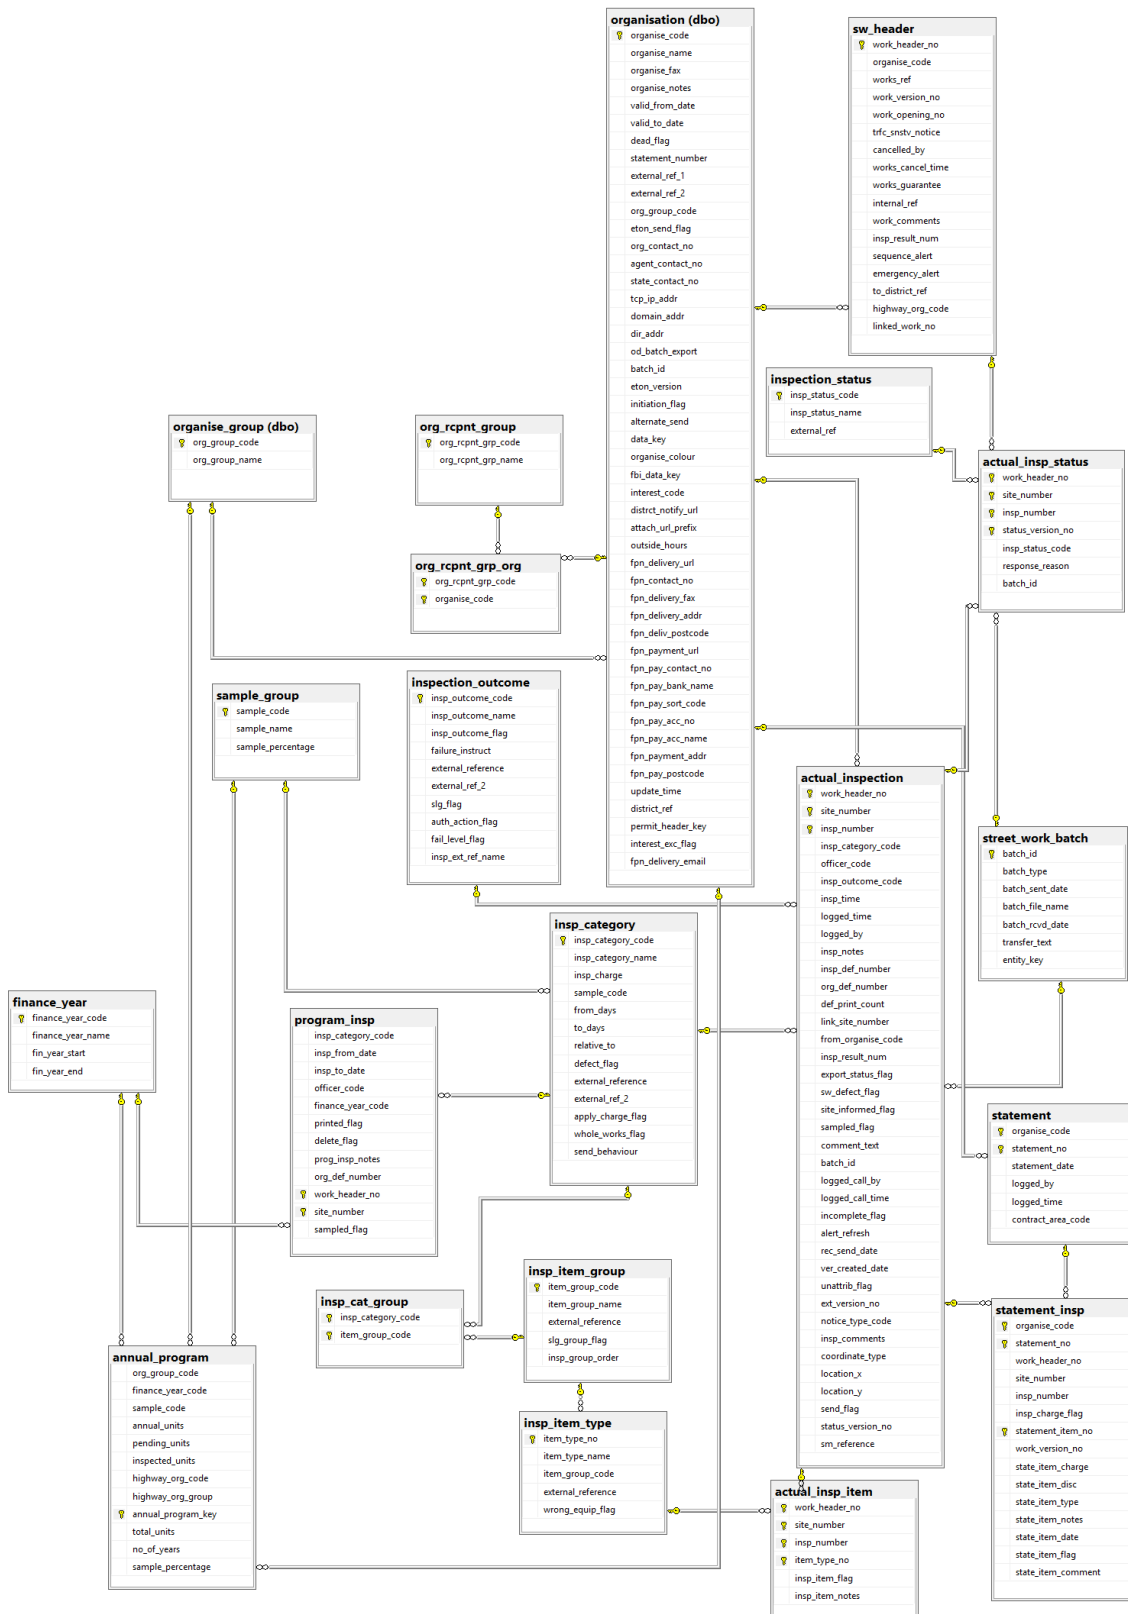 organisation (dbo)
organise_code
organise_name
organise_fax
organise_notes
valid_from_date
valid_to_date
dead_flag
statement_number
external_ref_1
external_ref_2
org_group_code
eton_send_flag
org_contact_no
agent_contact_no
state_contact_no
tcp_ip_addr
domain_addr
dir_addr
od_batch_export
batch_id
eton_version
initiation_flag
alternate_send
data_key
organise_colour
fbi_data_key
interest_code
distrct_notify_url
attach_url_prefix
outside_hours
fpn_delivery_url
fpn_contact_no
fpn_delivery_fax
fpn_delivery_addr
fpn_deliv_postcode
fpn_payment_url
fpn_pay_contact_no
fpn_pay_bank_name
fpn_pay_sort_code
fpn_pay_acc_no
fpn_pay_acc_name
fpn_payment_addr
fpn_pay_postcode
update_time
district_ref
permit_header_key
interest_exc_flag
fpn_delivery_email
sw_header
work_header_no
organise_code
works_ref
work_version_no
work_opening_no
trfc_snstv_notice
cancelled_by
works_cancel_time
works_guarantee
internal_ref
work_comments
insp_result_num
sequence_alert
emergency_alert
to_district_ref
highway_org_code
linked_work_no
inspection_status
insp_status_code
insp_status_name
external_ref
organise_group (dbo)
org_group_code
org_group_name
org_rcpnt_group
org_rcpnt_grp_code
org_rcpnt_grp_name
actual_insp_status
work_header_no
site_number
insp_number
status_version_no
insp_status_code
response_reason
batch_id
org_rcpnt_grp_org
org_rcpnt_grp_code
organise_code
sample_group
sample_code
sample_name
sample_percentage
inspection_outcome
insp_outcome_code
insp_outcome_name
insp_outcome_flag
failure_instruct
external_reference
external_ref_2
slg_flag
auth_action_flag
fail_level_flag
insp_ext_ref_name
actual_inspection
work_header_no
site_number
insp_number
insp_category_code
officer_code
insp_outcome_code
insp_time
logged_time
logged_by
insp_notes
insp_def_number
org_def_number
def_print_count
link_site_number
from_organise_code
insp_result_num
export_status_flag
sw_defect_flag
site_informed_flag
sampled_flag
comment_text
batch_id
logged_call_by
logged_call_time
incomplete_flag
alert_refresh
rec_send_date
ver_created_date
unattrib_flag
ext_version_no
notice_type_code
insp_comments
coordinate_type
location_x
location_y
send_flag
status_version_no
sm_reference
street_work_batch
batch_id
batch_type
batch_sent_date
batch_file_name
batch_rcvd_date
transfer_text
entity_key
insp_category
insp_category_code
insp_category_name
insp_charge
sample_code
from_days
to_days
relative_to
defect_flag
external_reference
external_ref_2
apply_charge_flag
whole_works_flag
send_behaviour
finance_year
finance_year_code
finance_year_name
fin_year_start
fin_year_end
program_insp
insp_category_code
insp_from_date
insp_to_date
officer_code
finance_year_code
printed_flag
delete_flag
prog_insp_notes
org_def_number
work_header_no
site_number
sampled_flag
statement
organise_code
statement_no
statement_date
logged_by
logged_time
contract_area_code
insp_item_group
item_group_code
item_group_name
external_reference
slg_group_flag
insp_group_order
insp_cat_group
insp_category_code
item_group_code
statement_insp
organise_code
statement_no
work_header_no
site_number
insp_number
insp_charge_flag
statement_item_no
work_version_no
state_item_charge
state_item_disc
state_item_type
state_item_notes
state_item_date
state_item_flag
state_item_comment
annual_program
org_group_code
finance_year_code
sample_code
annual_units
pending_units
inspected_units
highway_org_code
highway_org_group
annual_program_key
total_units
no_of_years
sample_percentage
insp_item_type
item_type_no
item_type_name
item_group_code
external_reference
wrong_equip_flag
actual_insp_item
work_header_no
site_number
insp_number
item_type_no
insp_item_flag
insp_item_notes